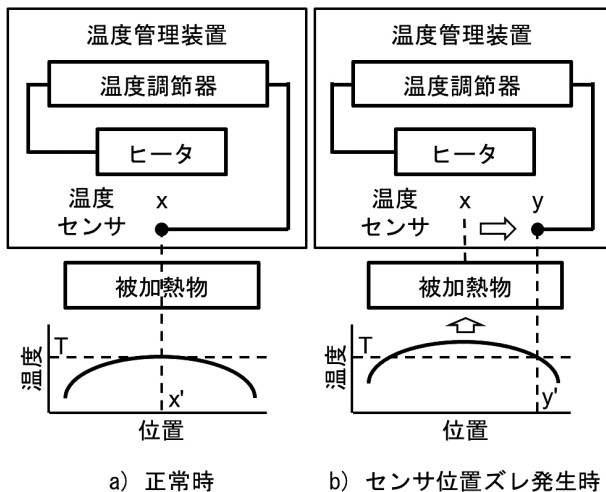 温度管理装置
温度調節器
ヒータ
温度
センサ
x
被加熱物
温度
T
x'
位置
a) 正常時
温度管理装置
温度調節器
ヒータ
温度
センサ
x
y
被加熱物
温度
T
y'
位置
b) センサ位置ズレ発生時